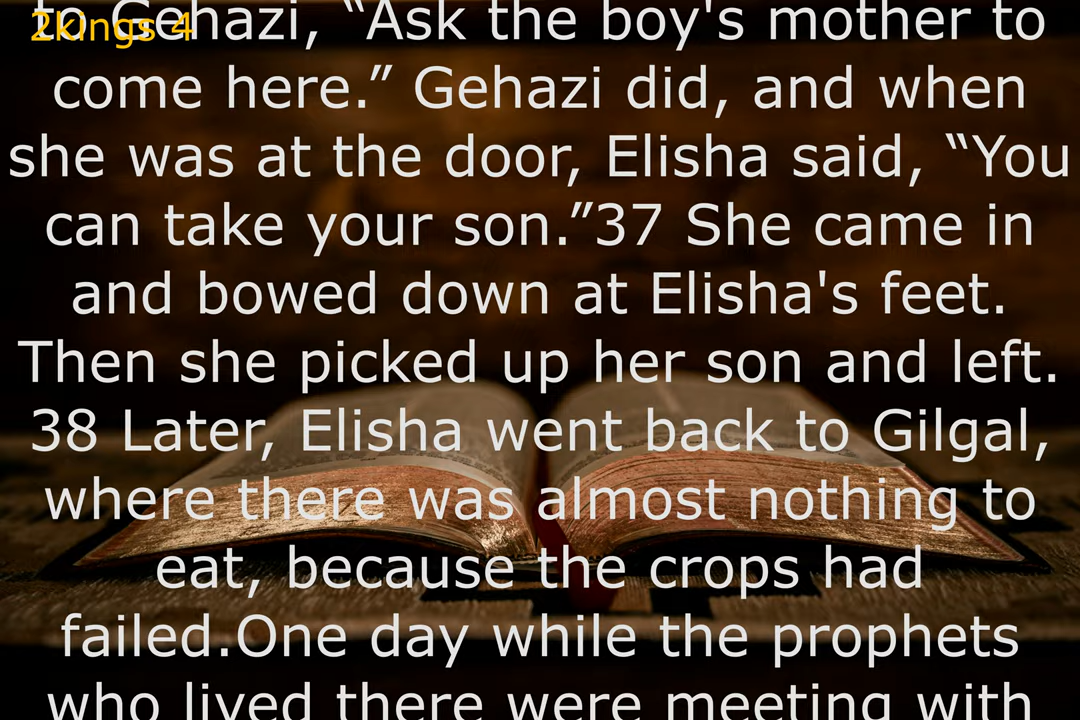 2kings 4
to Gehazi, “Ask the boy's mother to
come here.” Gehazi did, and when
she was at the door, Elisha said, “You
can take your son.”37 She came in
and bowed down at Elisha's feet.
Then she picked up her son and left.
38 Later, Elisha went back to Gilgal,
where there was almost nothing to
eat, because the crops had
failed.One day while the prophets
who lived there were meeting with